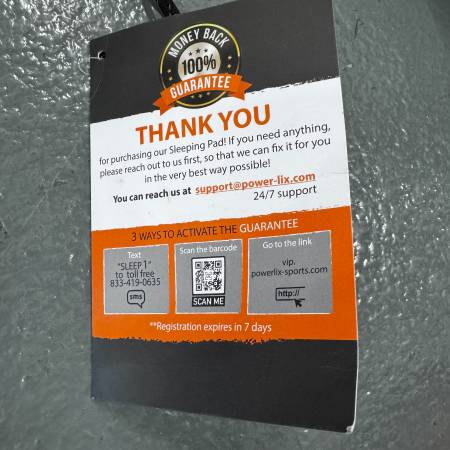 MONEY BACK
100%
GUARANTEE
THANK YOU
for purchasing our Sleeping Pad! If you need anything,
please reach out to us first, so that we can fix it for you
in the very best way possible!
You can reach us at support@power-lix.com
24/7 support
3 WAYS TO ACTIVATE THE GUARANTEE
Text
"SLEEP1"
to toll free
833-419-0635
sms
Scan the barcode
SCAN ME
Go to the link
vip.
powerlix-sports.com
http://
**Registration expires in 7 days